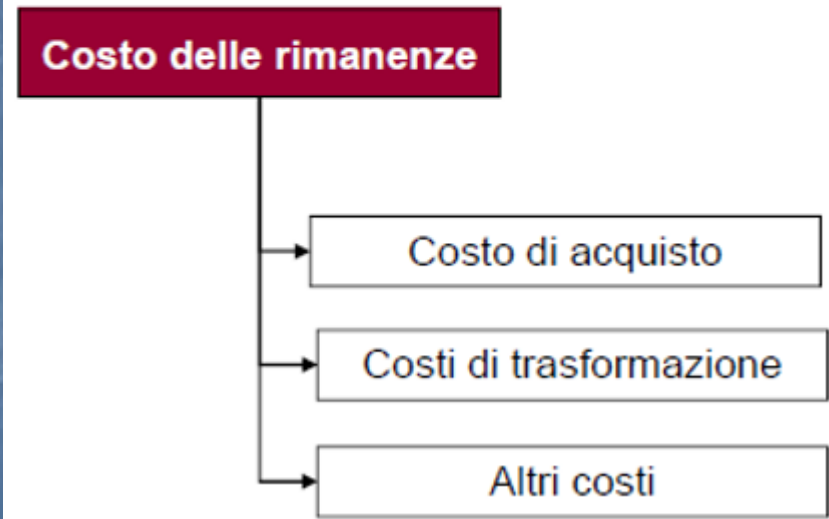 Costo delle rimanenze
Costo di acquisto
Costi di trasformazione
Altri costi